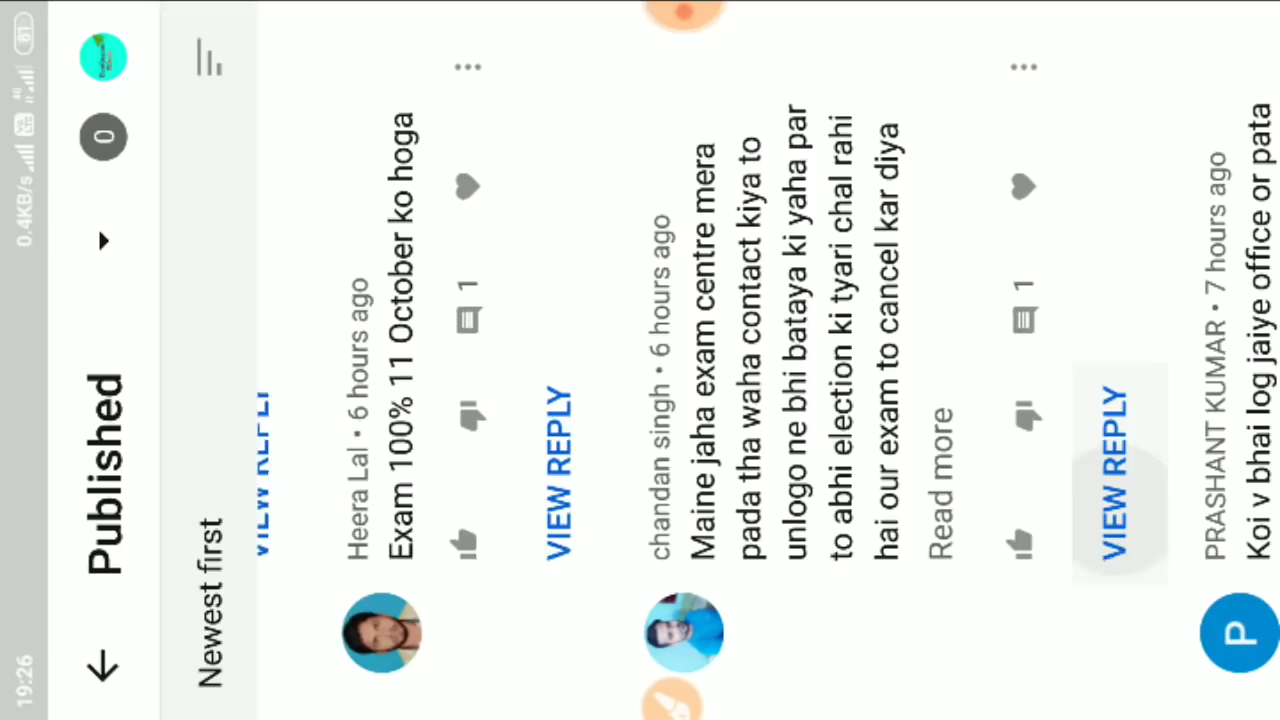 19:26
0.4KB/s
4G
61
Published
0
Newest first
VIEW REPLY
Heera Lal • 6 hours ago
Exam 100% 11 October ko hoga
1
VIEW REPLY
chandan singh • 6 hours ago
Maine jaha exam centre mera
pada tha waha contact kiya to
unlogo ne bhi bataya ki yaha par
to abhi election ki tyari chal rahi
hai our exam to cancel kar diya
Read more
1
VIEW REPLY
P
PRASHANT KUMAR • 7 hours ago
Koi v bhai log jaiye office or pata